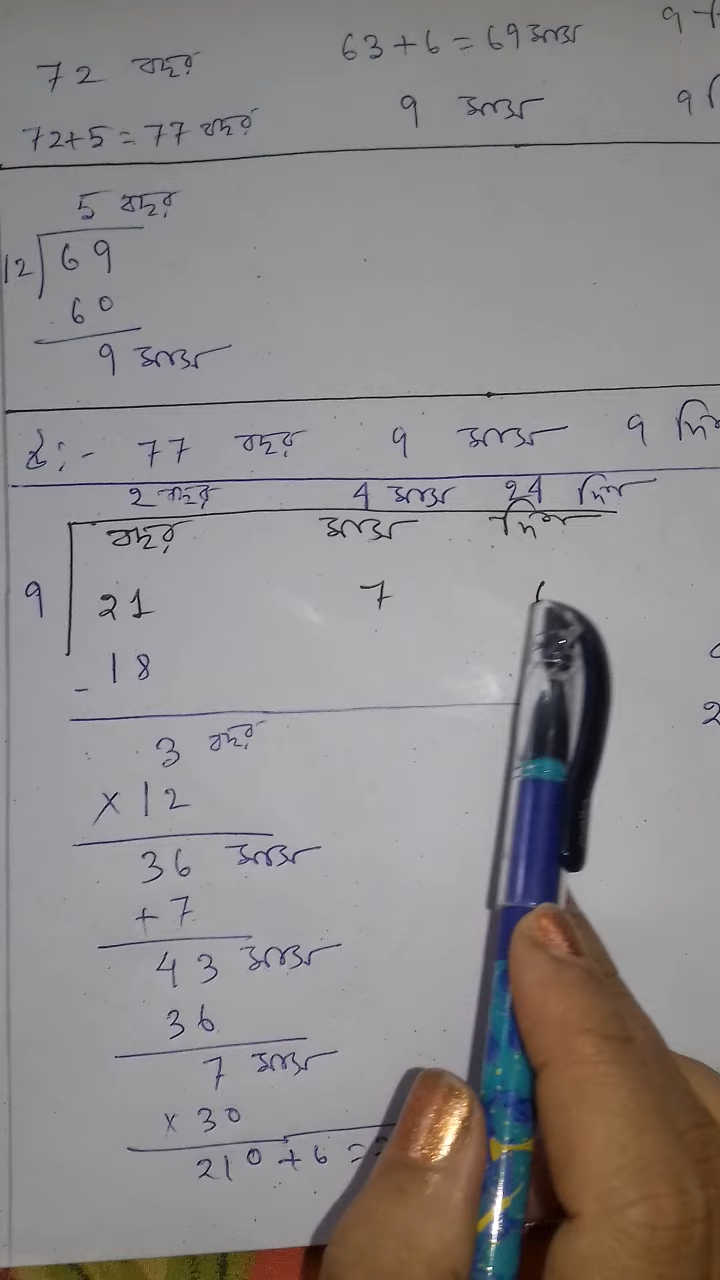 72 বছর 63+6=69 মাস 9
72+5=77 বছর 9 মাস 9
5 বছর
12 69
60
9 মাস
উ:- 77 বছর 9 মাস 9 দিন
2 বছর 4 মাস 24 দিন
বছর মাস দিন
9 21 7
-18
3 বছর
×12
36 মাস
+7
43 মাস
36
7 মাস
×30
210+6=